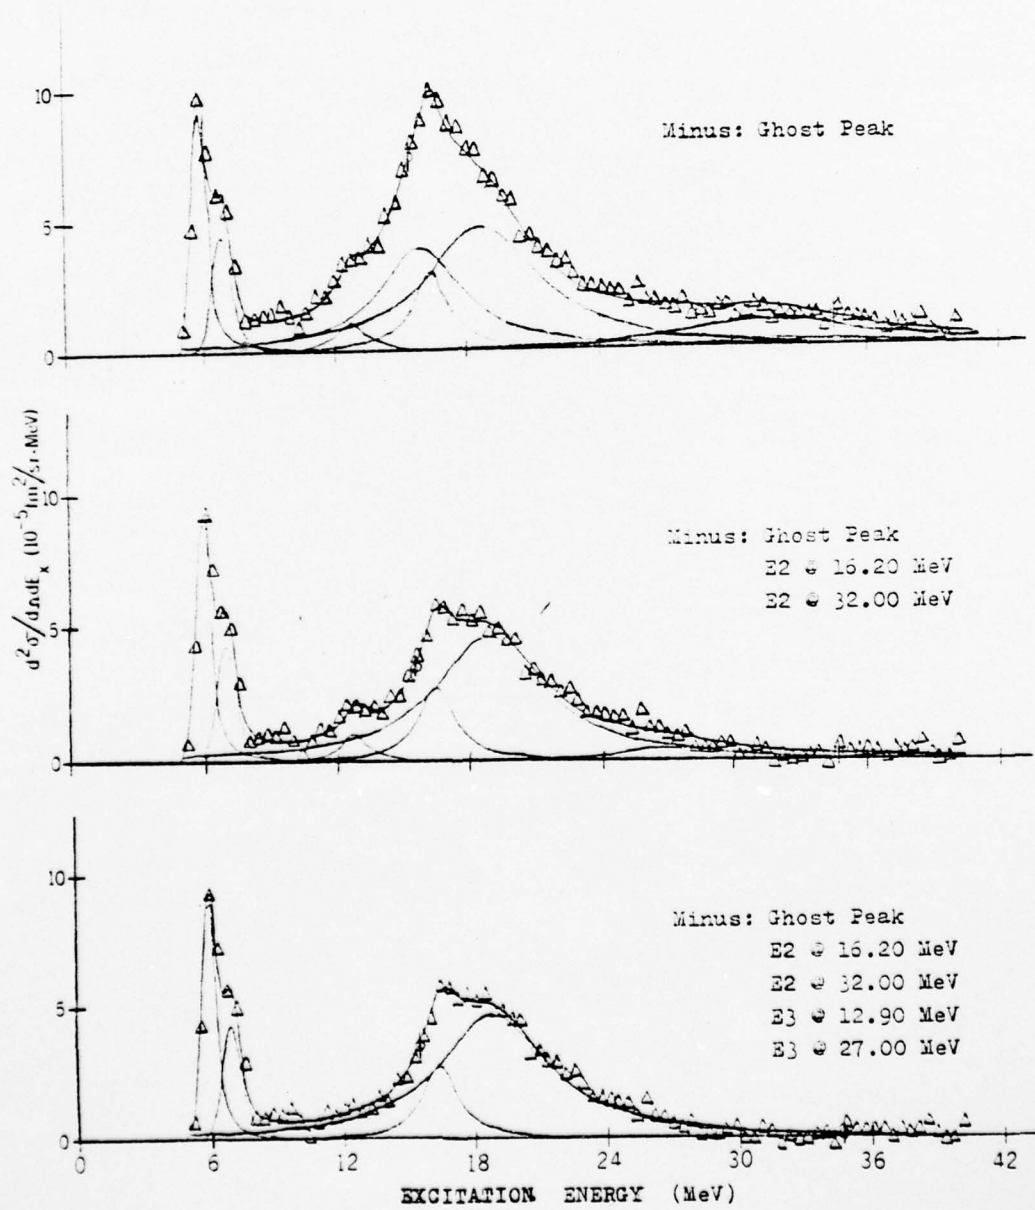 10
Minus: Ghost Peak
5
0
d²σ/dΩdEₓ (10⁻⁵fm²/sr-MeV)
10
Minus: Ghost Peak
E2 @ 16.20 MeV
E2 @ 32.00 MeV
5
0
10
Minus: Ghost Peak
E2 @ 16.20 MeV
E2 @ 32.00 MeV
E3 @ 12.90 MeV
E3 @ 27.00 MeV
5
0
0 6 12 18 24 30 36 42
EXCITATION ENERGY (MeV)